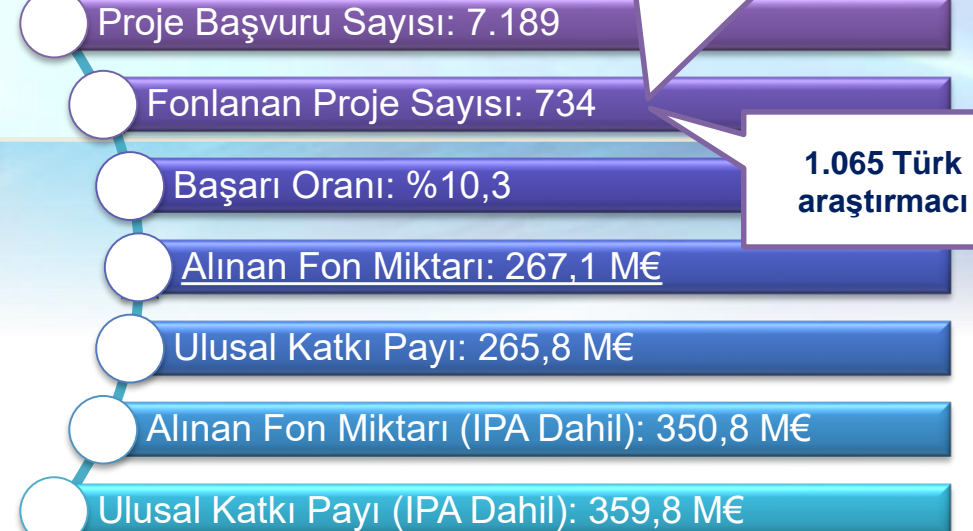 Proje Başvuru Sayısı: 7.189
Fonlanan Proje Sayısı: 734
1.065 Türk
araştırmacı
Başarı Oranı: %10,3
Alınan Fon Miktarı: 267,1 M€
Ulusal Katkı Payı: 265,8 M€
Alınan Fon Miktarı (IPA Dahil): 350,8 M€
Ulusal Katkı Payı (IPA Dahil): 359,8 M€